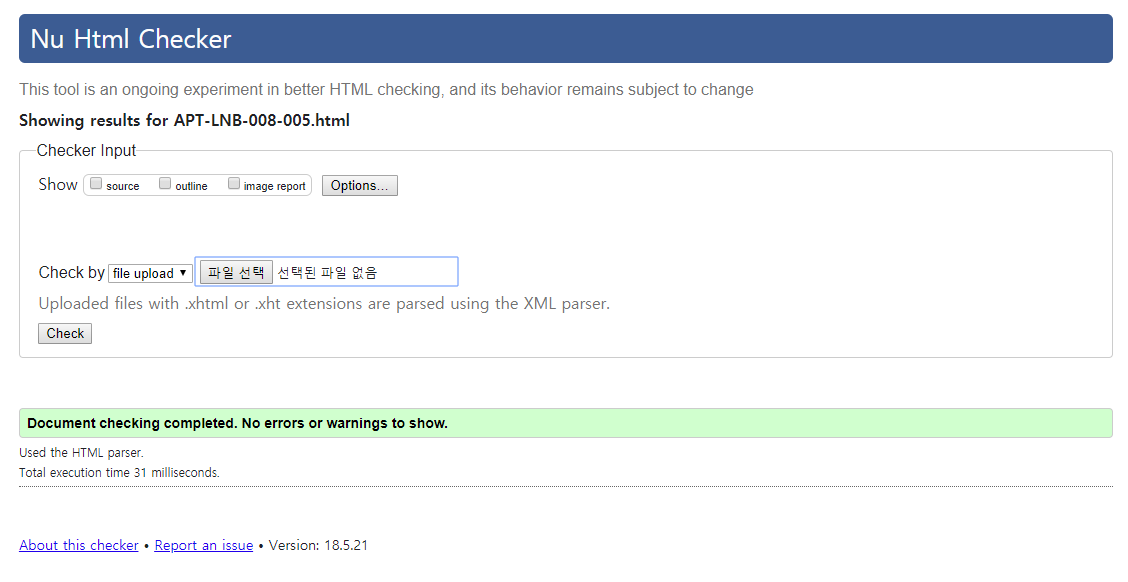 Nu Html Checker
This tool is an ongoing experiment in better HTML checking, and its behavior remains subject to change
Showing results for APT-LNB-008-005.html
Checker Input
Show source outline image report Options...
Check by file upload 파일 선택 선택된 파일 없음
Uploaded files with .xhtml or .xht extensions are parsed using the XML parser.
Check
Document checking completed. No errors or warnings to show.
Used the HTML parser.
Total execution time 31 milliseconds.
About this checker • Report an issue • Version: 18.5.21